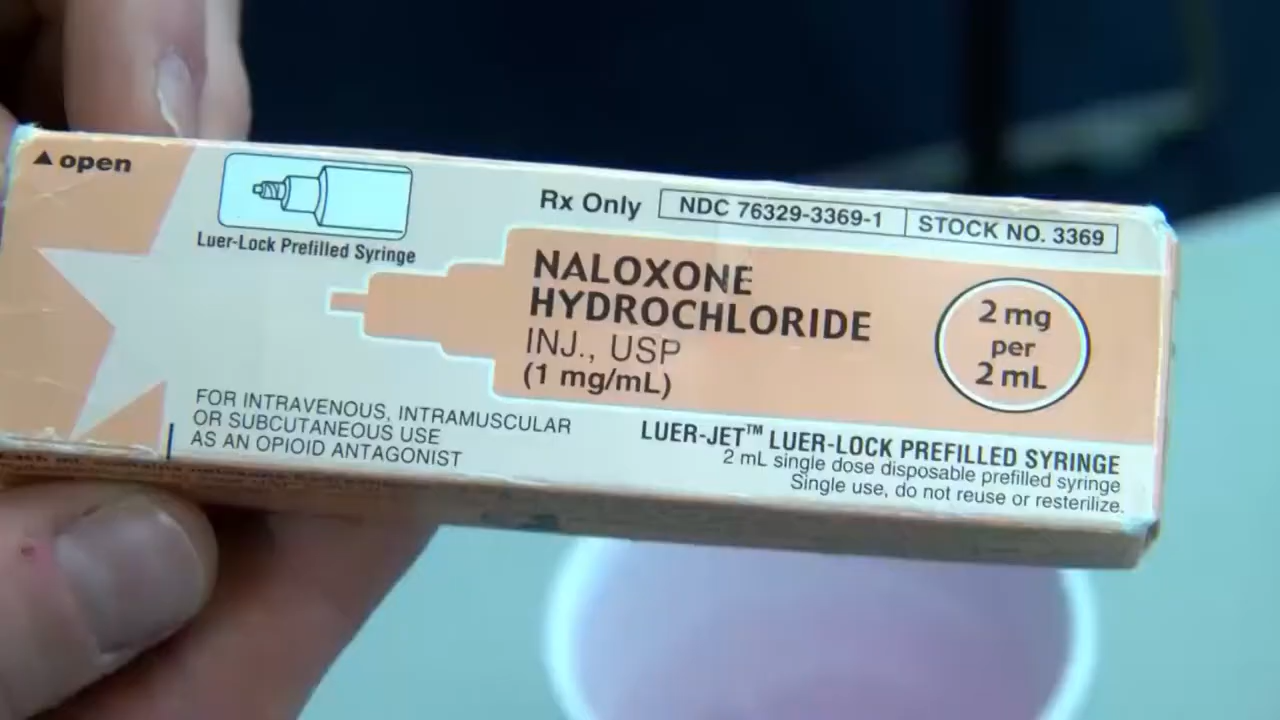 ▲ open
Luer-Lock Prefilled Syringe
Rx Only
NDC 76329-3369-1
STOCK NO. 3369
NALOXONE
HYDROCHLORIDE
INJ., USP
(1 mg/mL)
2 mg
per
2 mL
FOR INTRAVENOUS, INTRAMUSCULAR
OR SUBCUTANEOUS USE
AS AN OPIOID ANTAGONIST
LUER-JET™ LUER-LOCK PREFILLED SYRINGE
2 mL single dose disposable prefilled syringe
Single use, do not reuse or resterilize.